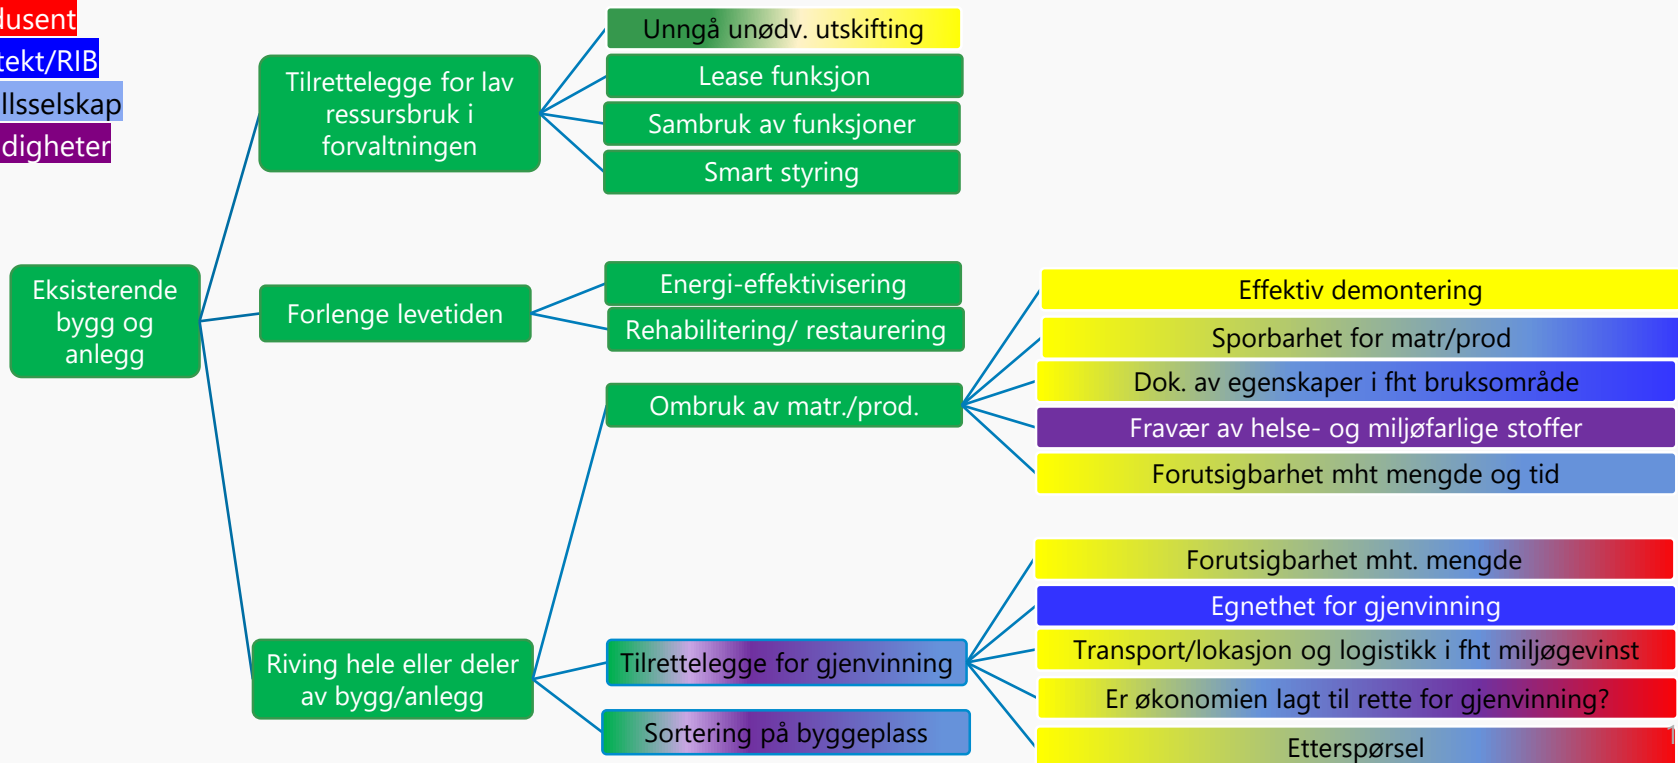 dusent
tekt/RIB
llsselskap
digheter
Unngå unødv. utskifting
Lease funksjon
Sambruk av funksjoner
Smart styring
Tilrettelegge for lav
ressursbruk i
forvaltningen
Eksisterende
bygg og
anlegg
Forlenge levetiden
Energi-effektivisering
Rehabilitering/ restaurering
Ombruk av matr./prod.
Effektiv demontering
Sporbarhet for matr/prod
Dok. av egenskaper i fht bruksområde
Fravær av helse- og miljøfarlige stoffer
Forutsigbarhet mht mengde og tid
Riving hele eller deler
av bygg/anlegg
Tilrettelegge for gjenvinning
Sortering på byggeplass
Forutsigbarhet mht. mengde
Egnethet for gjenvinning
Transport/lokasjon og logistikk i fht miljøgevinst
Er økonomien lagt til rette for gjenvinning?
Etterspørsel